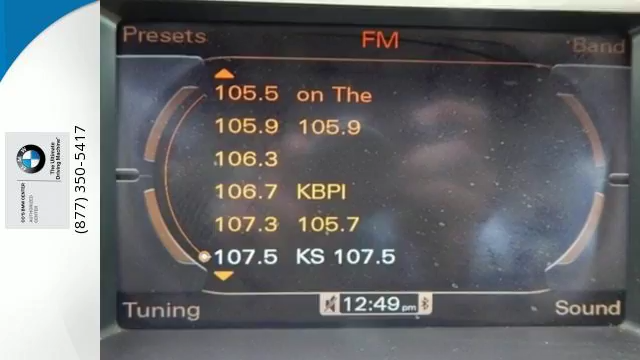 Presets
FM
Band
105.5 on The
105.9 105.9
106.3
106.7 KBPI
107.3 105.7
107.5 KS 107.5
Tuning
12:49 pm
Sound
The Ultimate
Driving Machine
(877) 350-5417